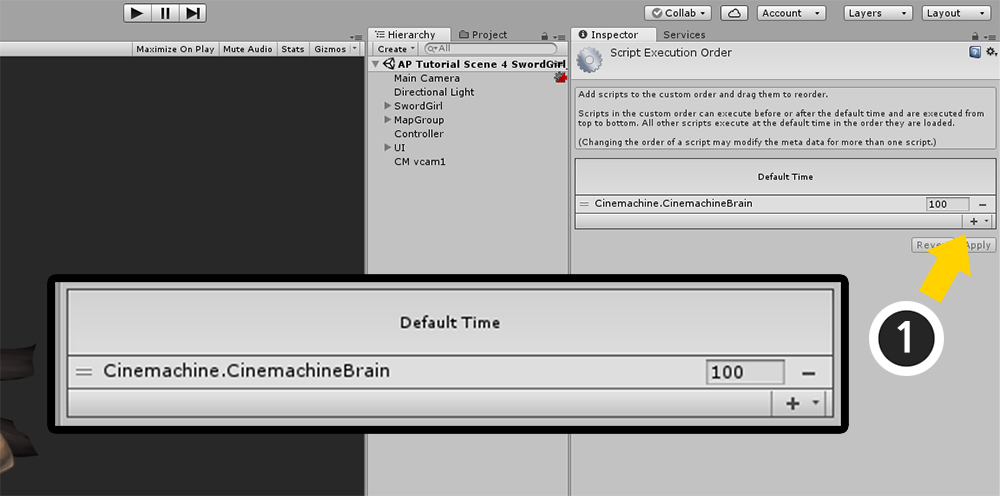 Collab
Account
Layers
Layout
Maximize On Play
Mute Audio
Stats
Gizmos
Hierarchy
Project
Create
All
AP Tutorial Scene 4 SwordGirl
Main Camera
Directional Light
SwordGirl
MapGroup
Controller
UI
CM vcam1
Inspector
Services
Script Execution Order
Add scripts to the custom order and drag them to reorder.
Scripts in the custom order can execute before or after the default time and are executed from
top to bottom. All other scripts execute at the default time in the order they are loaded.
(Changing the order of a script may modify the meta data for more than one script.)
Default Time
= Cinemachine.CinemachineBrain 100 −
+
Apply
1
Default Time
= Cinemachine.CinemachineBrain 100 −
+